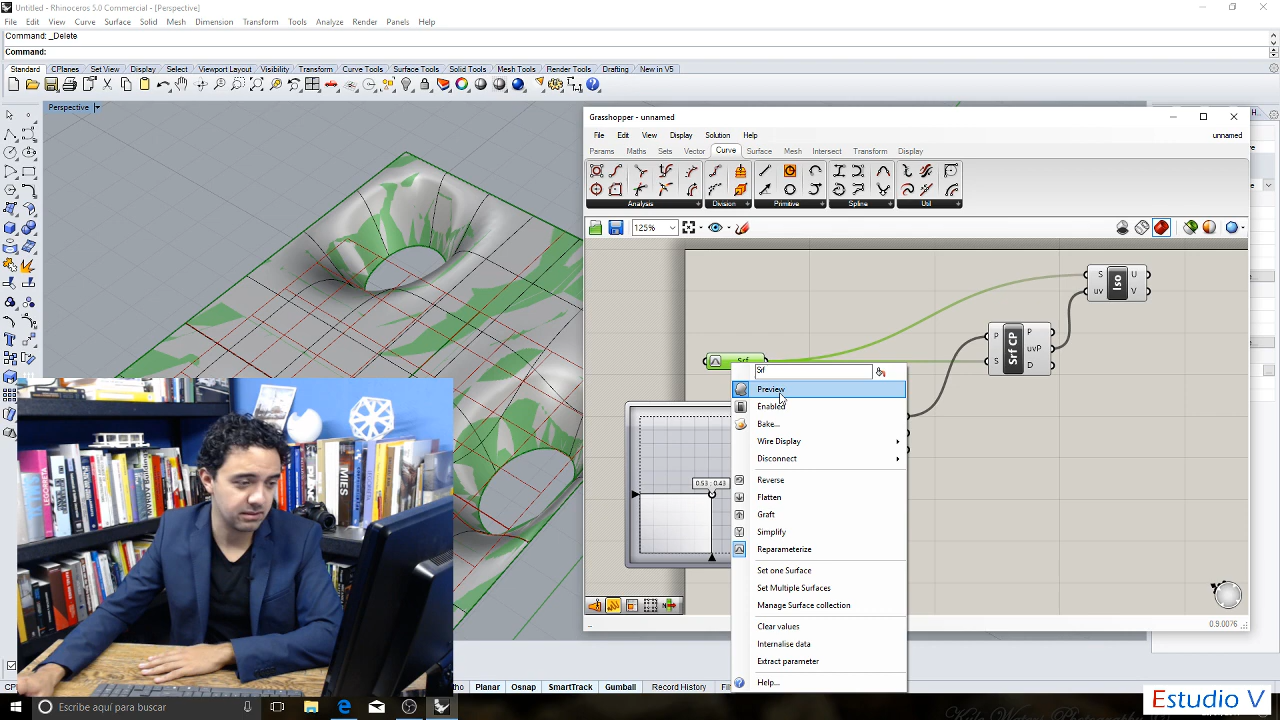 Untitled - Rhinoceros 5.0 Commercial - [Perspective]
File Edit View Curve Surface Solid Mesh Dimension Transform Tools Analyze Render Panels Help
Command: _Delete
Command:
Standard CPlanes Set View Display Select Viewport Layout Visibility Transform Curve Tools Surface Tools Solid Tools Mesh Tools Render Tools Drafting New in V5
Perspective
Grasshopper - unnamed
File Edit View Display Solution Help
unnamed
Params Maths Sets Vector Curve Surface Mesh Intersect Transform Display
Analysis Division Primitive Spline Util
125%
S U
uv V
Iso
P P
uvP
S D
Srf CP
Srf
Srf
Preview
Enabled
Bake...
Wire Display
Disconnect
Reverse
Flatten
Graft
Simplify
Reparameterize
Set one Surface
Set Multiple Surfaces
Manage Surface collection
Clear values
Internalise data
Extract parameter
Help...
0.53 ; 0.43
0.9.0076
MIES
Planar Osnap SmartTrack Gumball Record History
Escribe aquí para buscar
Estudio V